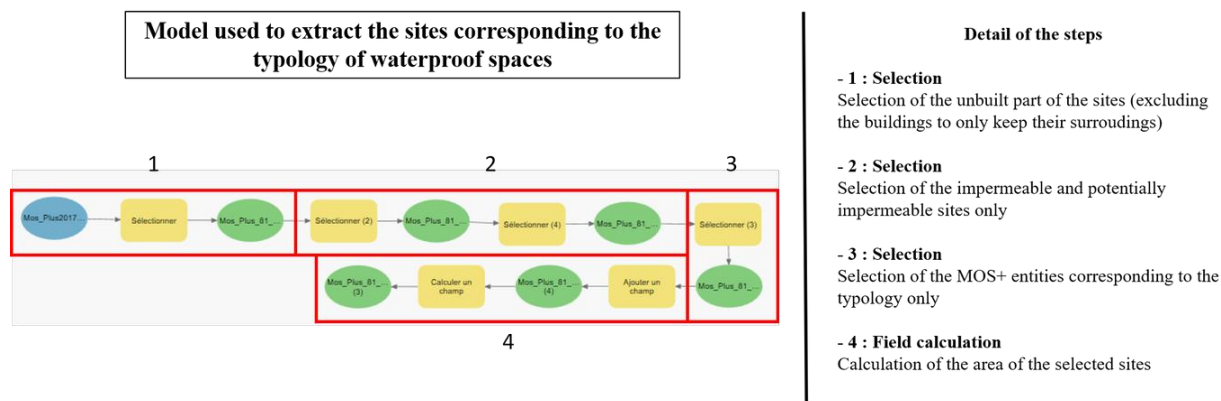 Model used to extract the sites corresponding to the
typology of waterproof spaces
1
2
3
Mos_Plus2017...
Sélectionner
Mos_Plus_81_...
Sélectionner (2)
Mos_Plus_81_...
Sélectionner (4)
Mos_Plus_81_...
Sélectionner (3)
Mos_Plus_81_...
(3)
Calculer un
champ
Mos_Plus_81_...
(4)
Ajouter un
champ
Mos_Plus_81_...
4
Detail of the steps
- 1 : Selection
Selection of the unbuilt part of the sites (excluding
the buildings to only keep their surroudings)
- 2 : Selection
Selection of the impermeable and potentially
impermeable sites only
- 3 : Selection
Selection of the MOS+ entities corresponding to the
typology only
- 4 : Field calculation
Calculation of the area of the selected sites